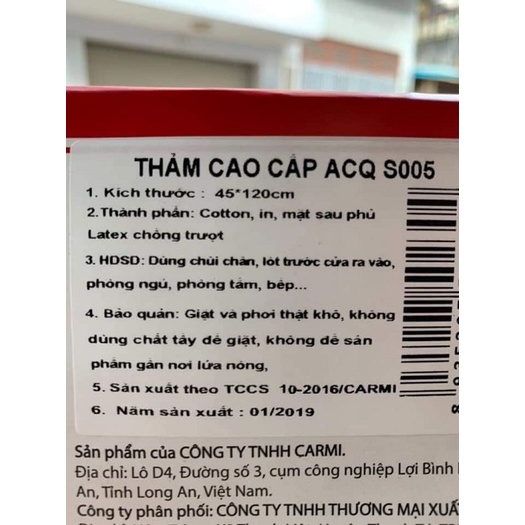 THẢM CAO CẤP ACQ S005
1. Kích thước : 45*120cm
2.Thành phần: Cotton, in, mặt sau phủ
Latex chống trượt
3. HDSD: Dùng chùi chân, lót trước cửa ra vào,
phòng ngủ, phòng tắm, bếp...
4. Bảo quản: Giặt và phơi thật khô, không
dùng chất tẩy để giặt, không để sản
phẩm gần nơi lửa nóng,
5. Sản xuất theo TCCS 10-2016/CARMI
6. Năm sản xuất : 01/2019
Sản phẩm của CÔNG TY TNHH CARMI.
Địa chỉ: Lô D4, Đường số 3, cụm công nghiệp Lợi Bình
An, Tỉnh Long An, Việt Nam.
Công ty phân phối: CÔNG TY TNHH THƯƠNG MẠI XUẤ